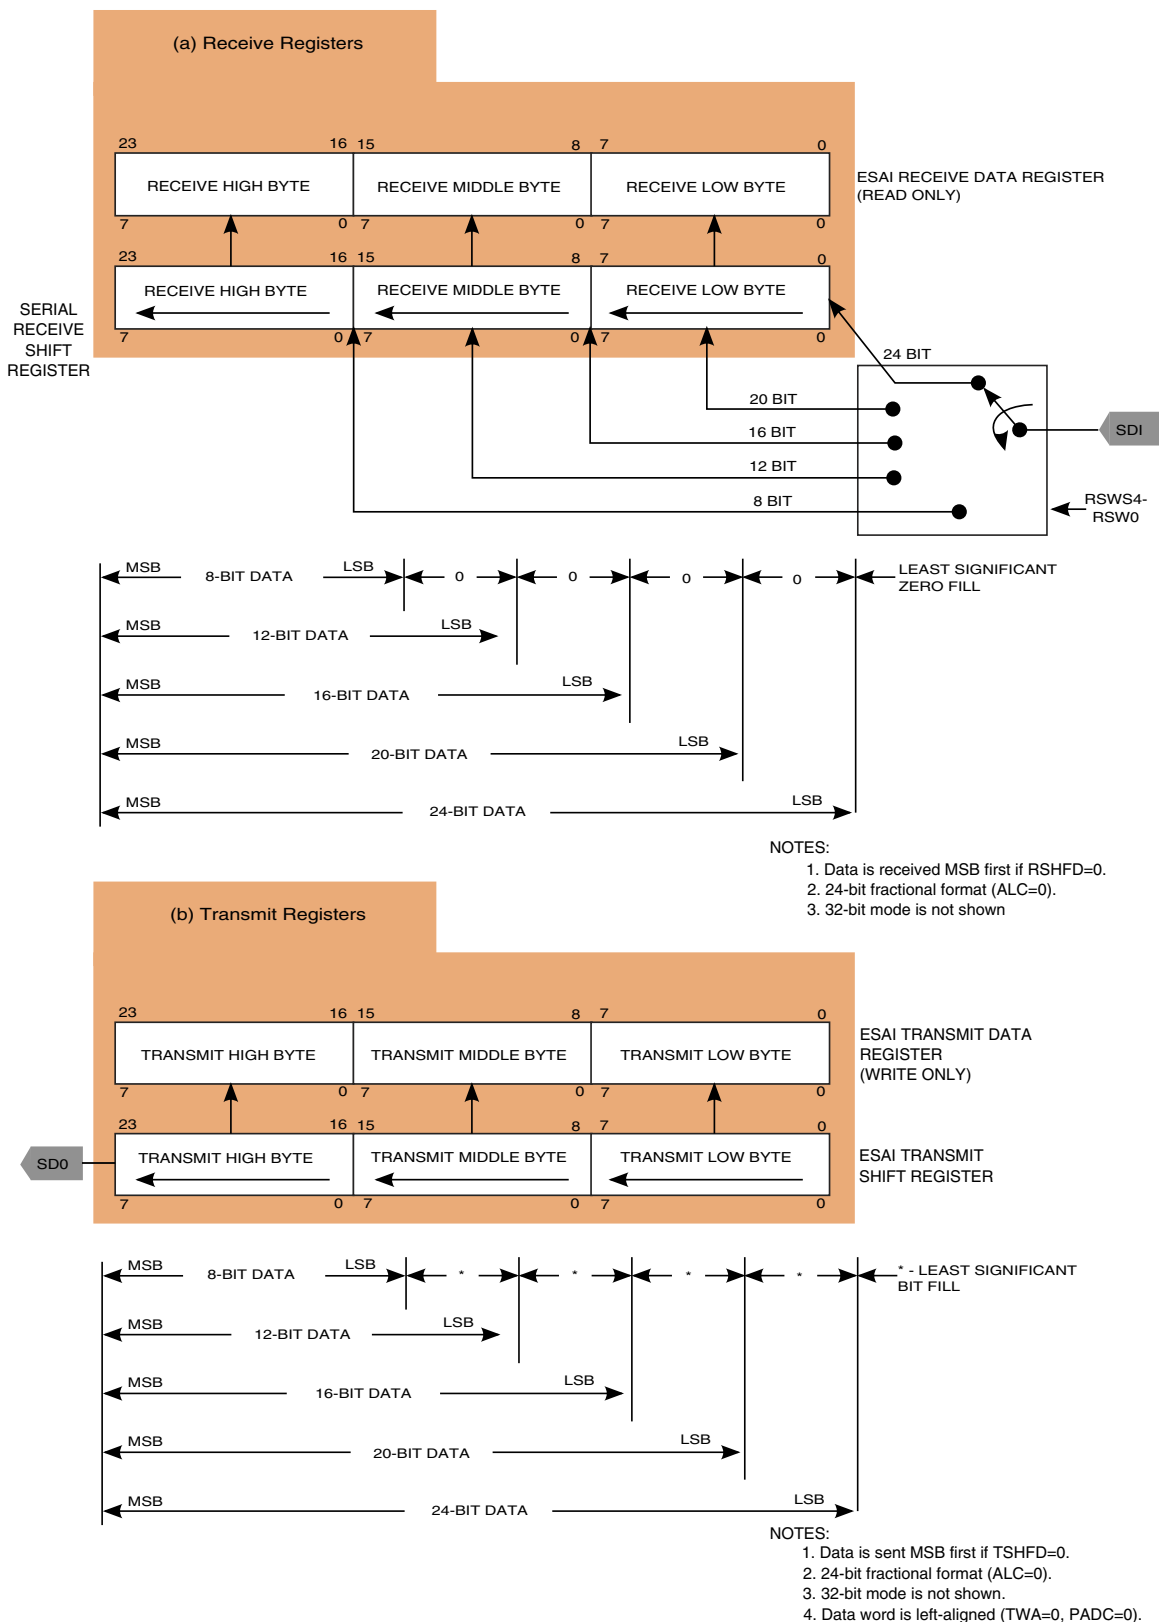 (a) Receive Registers
23 16 15 8 7 0
RECEIVE HIGH BYTE RECEIVE MIDDLE BYTE RECEIVE LOW BYTE
ESAI RECEIVE DATA REGISTER
(READ ONLY)
7 0 7 0 7 0
23 16 15 8 7 0
RECEIVE HIGH BYTE RECEIVE MIDDLE BYTE RECEIVE LOW BYTE
7 0 7 0 7 0
SERIAL
RECEIVE
SHIFT
REGISTER
24 BIT
20 BIT
16 BIT
12 BIT
8 BIT
SDI
RSWS4-
RSW0
MSB 8-BIT DATA LSB 0 0 0 0
LEAST SIGNIFICANT
ZERO FILL
MSB 12-BIT DATA LSB
MSB 16-BIT DATA LSB
MSB 20-BIT DATA LSB
MSB 24-BIT DATA LSB
NOTES:
1. Data is received MSB first if RSHFD=0.
2. 24-bit fractional format (ALC=0).
3. 32-bit mode is not shown
(b) Transmit Registers
23 16 15 8 7 0
TRANSMIT HIGH BYTE TRANSMIT MIDDLE BYTE TRANSMIT LOW BYTE
ESAI TRANSMIT DATA
REGISTER
(WRITE ONLY)
7 0 7 0 7 0
23 16 15 8 7 0
SD0
TRANSMIT HIGH BYTE TRANSMIT MIDDLE BYTE TRANSMIT LOW BYTE
ESAI TRANSMIT
SHIFT REGISTER
7 0 7 0 7 0
MSB 8-BIT DATA LSB * * * *
* - LEAST SIGNIFICANT
BIT FILL
MSB 12-BIT DATA LSB
MSB 16-BIT DATA LSB
MSB 20-BIT DATA LSB
MSB 24-BIT DATA LSB
NOTES:
1. Data is sent MSB first if TSHFD=0.
2. 24-bit fractional format (ALC=0).
3. 32-bit mode is not shown.
4. Data word is left-aligned (TWA=0, PADC=0).